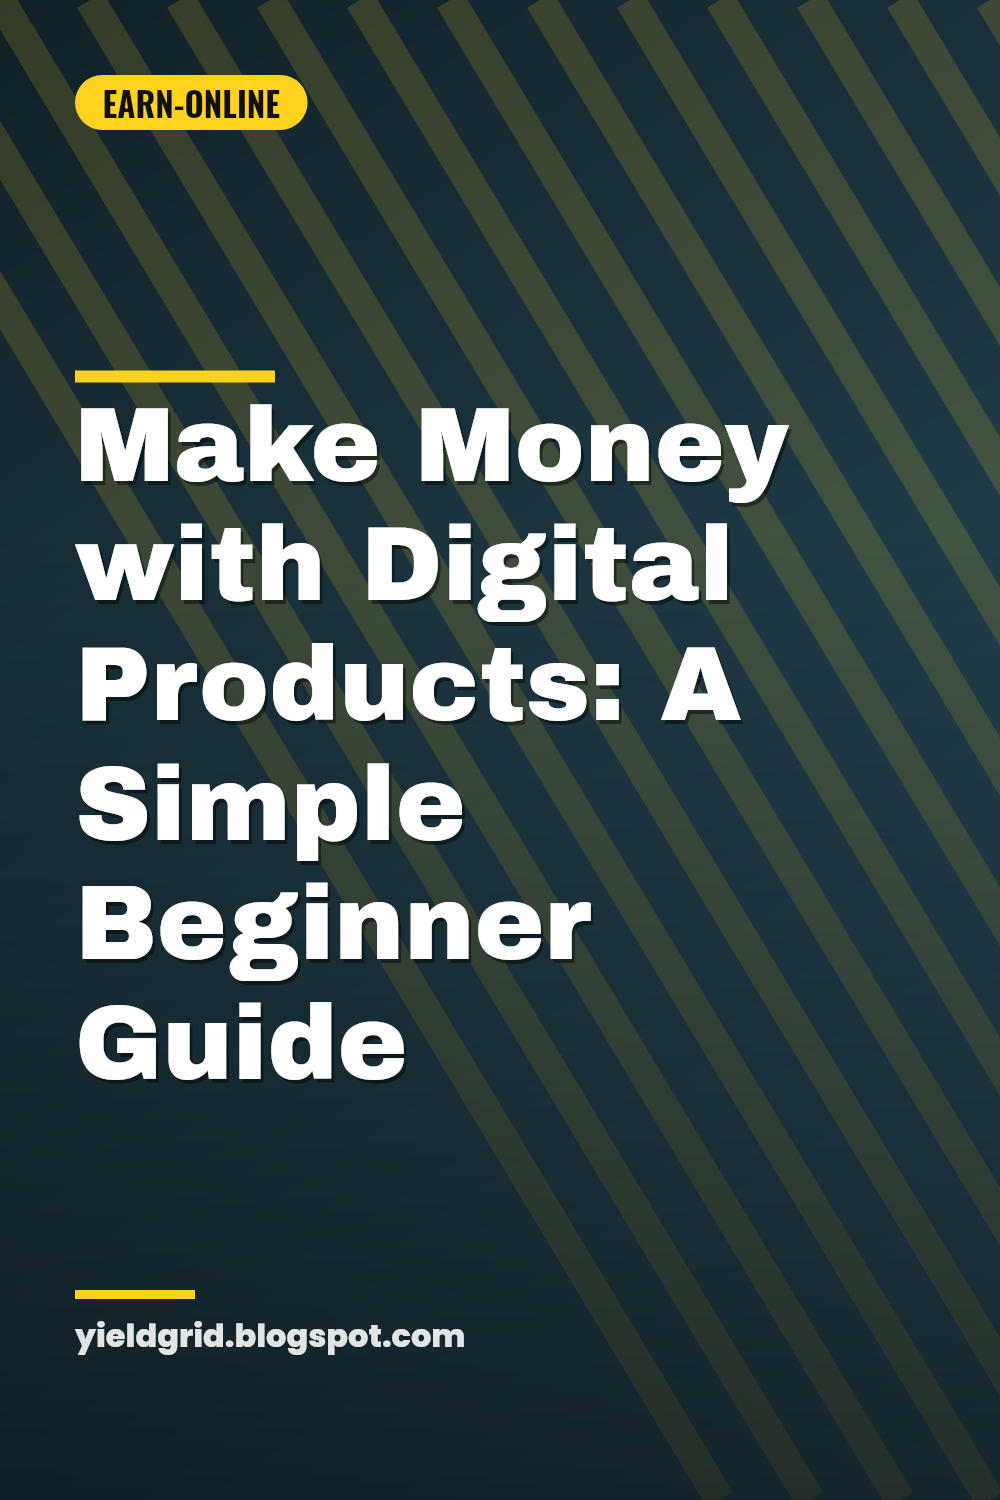 EARN-ONLINE
Make Money
with Digital
Products: A
Simple
Beginner
Guide
yieldgrid.blogspot.com